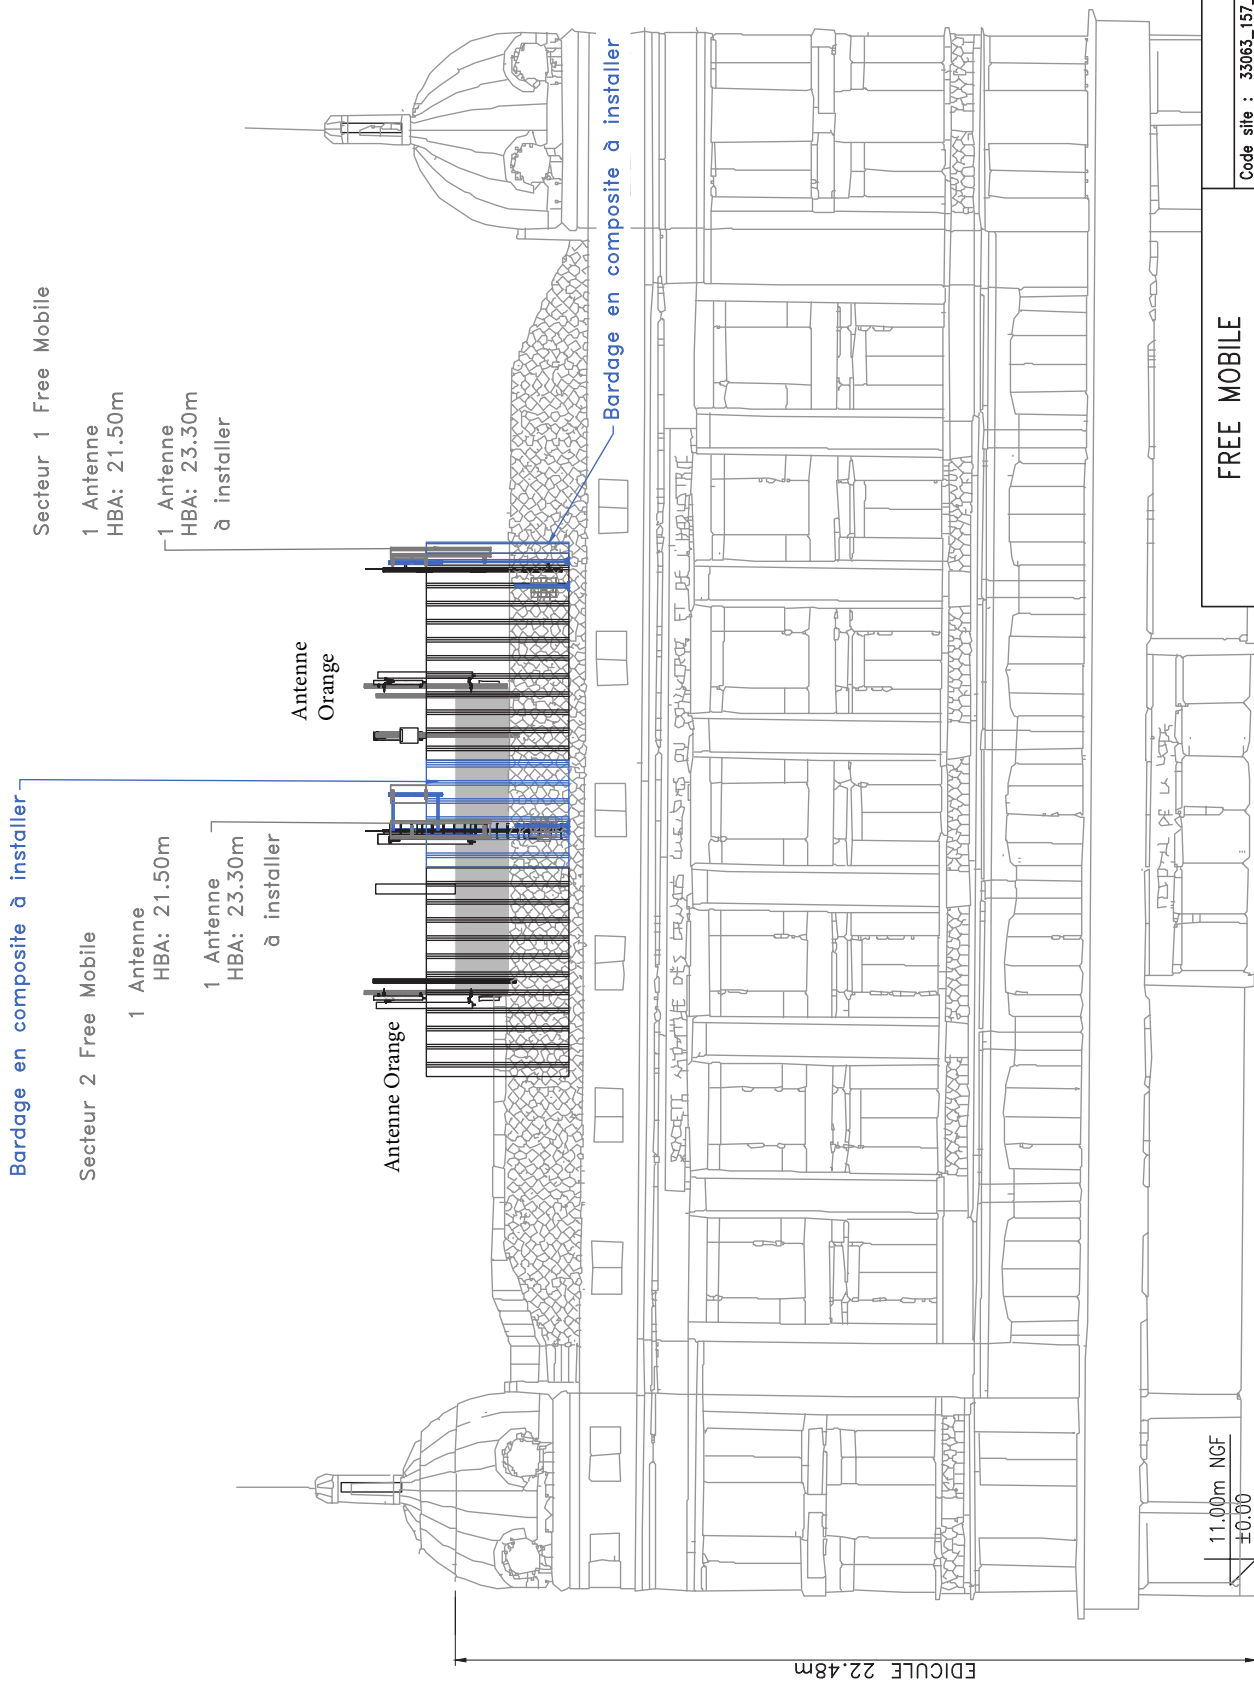 Bardage en composite à installer
Secteur 2 Free Mobile
1 Antenne
HBA: 21.50m
1 Antenne
HBA: 23.30m
à installer
Secteur 1 Free Mobile
1 Antenne
HBA: 21.50m
1 Antenne
HBA: 23.30m
à installer
Antenne
Orange
Antenne Orange
Bardage en composite à installer
EDICULE 22.48m
11.00m NGF
±0.00
FREE MOBILE
Code site : 33063_157_